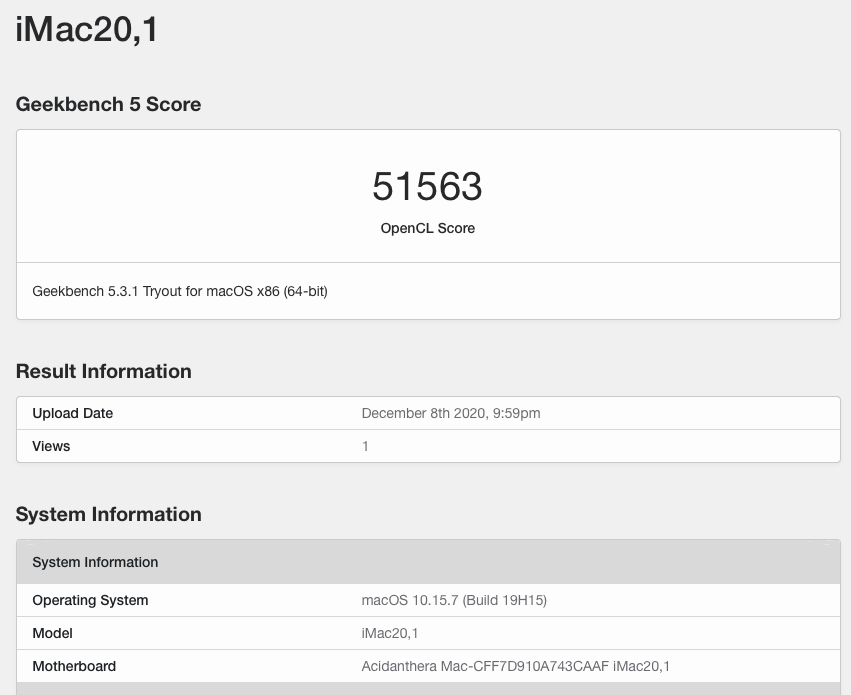 iMac20,1
Geekbench 5 Score
51563
OpenCL Score
Geekbench 5.3.1 Tryout for macOS x86 (64-bit)
Result Information
Upload Date December 8th 2020, 9:59pm
Views 1
System Information
System Information
Operating System macOS 10.15.7 (Build 19H15)
Model iMac20,1
Motherboard Acidanthera Mac-CFF7D910A743CAAF iMac20,1